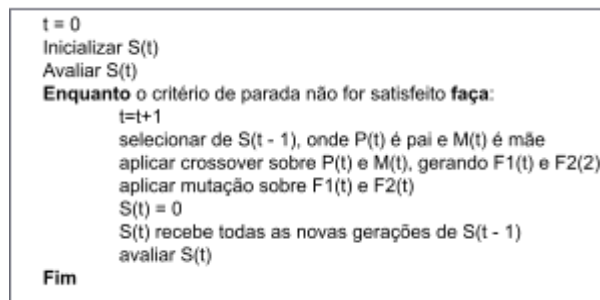 t = 0
Inicializar S(t)
Avaliar S(t)
Enquanto o critério de parada não for satisfeito faça:
t=t+1
selecionar de S(t - 1), onde P(t) é pai e M(t) é mãe
aplicar crossover sobre P(t) e M(t), gerando F1(t) e F2(2)
aplicar mutação sobre F1(t) e F2(t)
S(t) = 0
S(t) recebe todas as novas gerações de S(t - 1)
avaliar S(t)
Fim